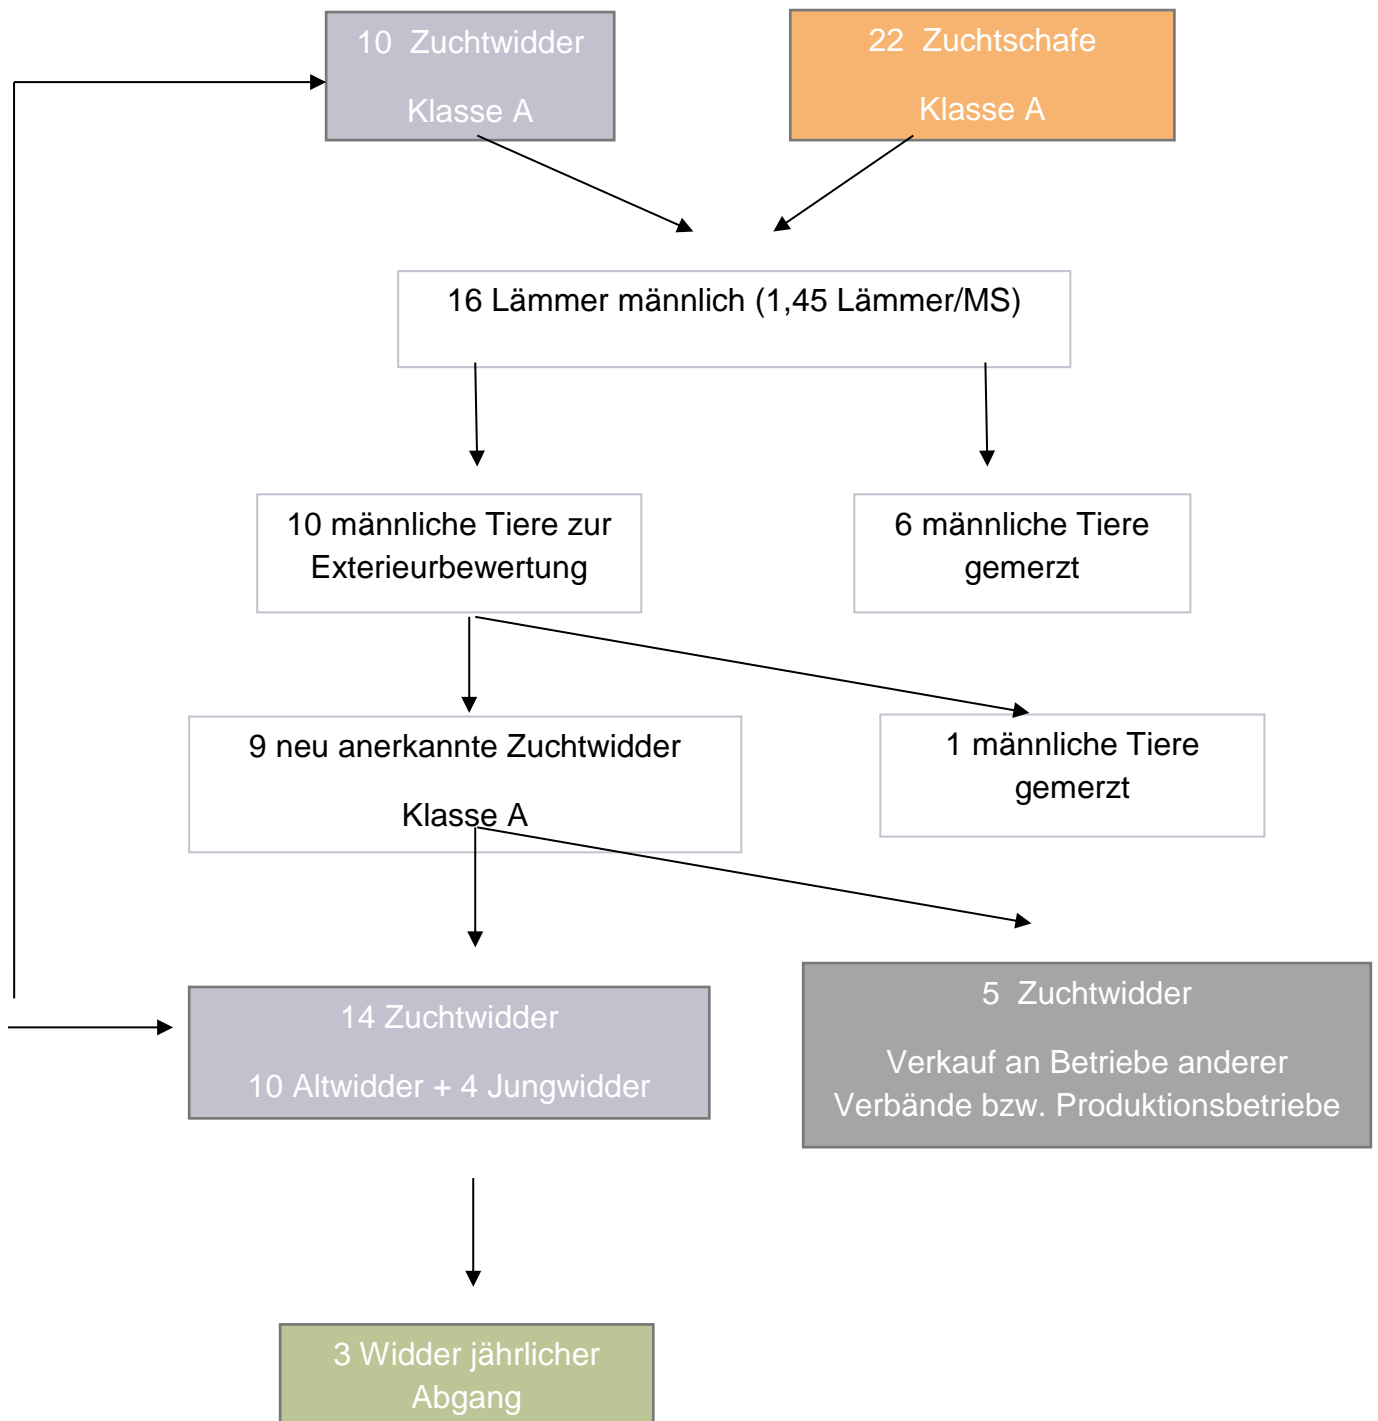 10 Zuchtwidder
Klasse A
22 Zuchtschafe
Klasse A
16 Lämmer männlich (1,45 Lämmer/MS)
10 männliche Tiere zur
Exterieurbewertung
6 männliche Tiere
gemerzt
9 neu anerkannte Zuchtwidder
Klasse A
1 männliche Tiere
gemerzt
14 Zuchtwidder
10 Altwidder + 4 Jungwidder
5 Zuchtwidder
Verkauf an Betriebe anderer
Verbände bzw. Produktionsbetriebe
3 Widder jährlicher
Abgang